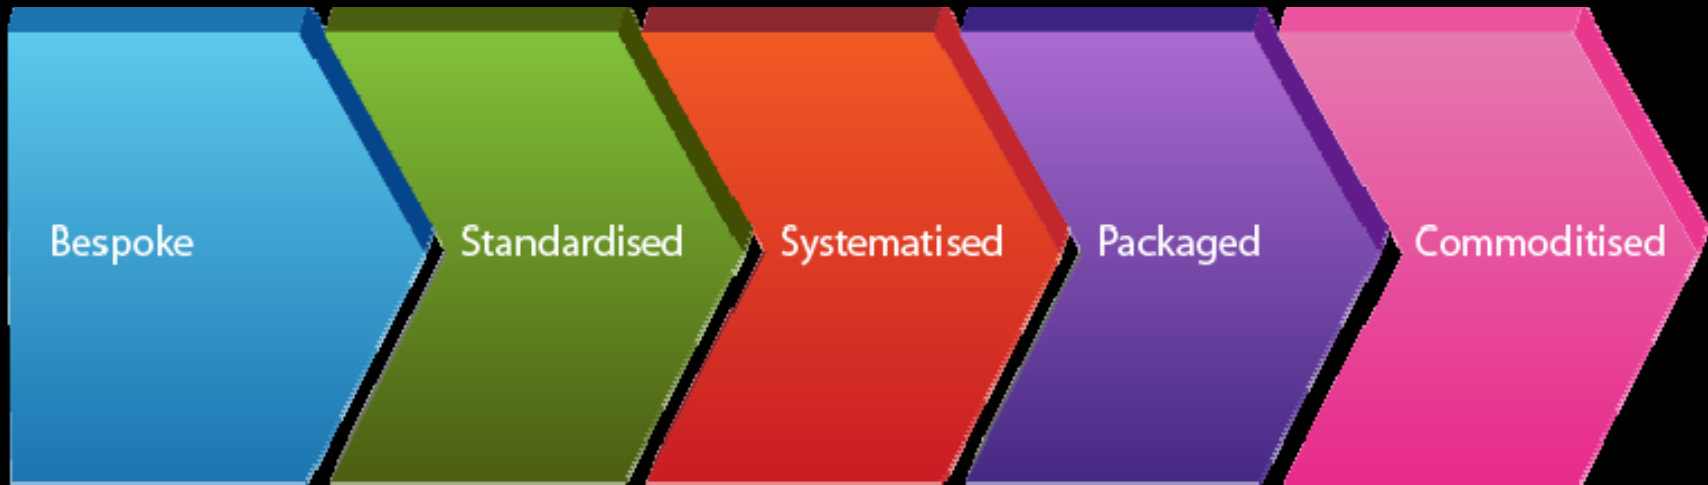 Bespoke
Standardised
Systematised
Packaged
Commoditised